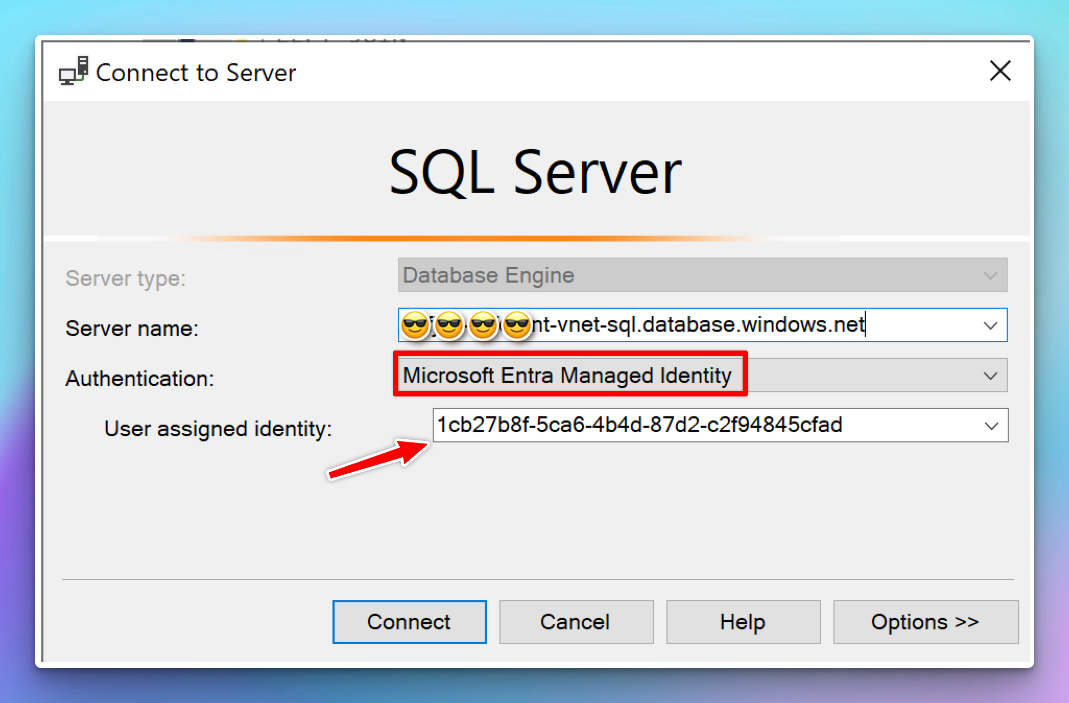 Connect to Server
SQL Server
Server type:
Database Engine
Server name:
nt-vnet-sql.database.windows.net
Authentication:
Microsoft Entra Managed Identity
User assigned identity:
1cb27b8f-5ca6-4b4d-87d2-c2f94845cfad
Connect
Cancel
Help
Options >>